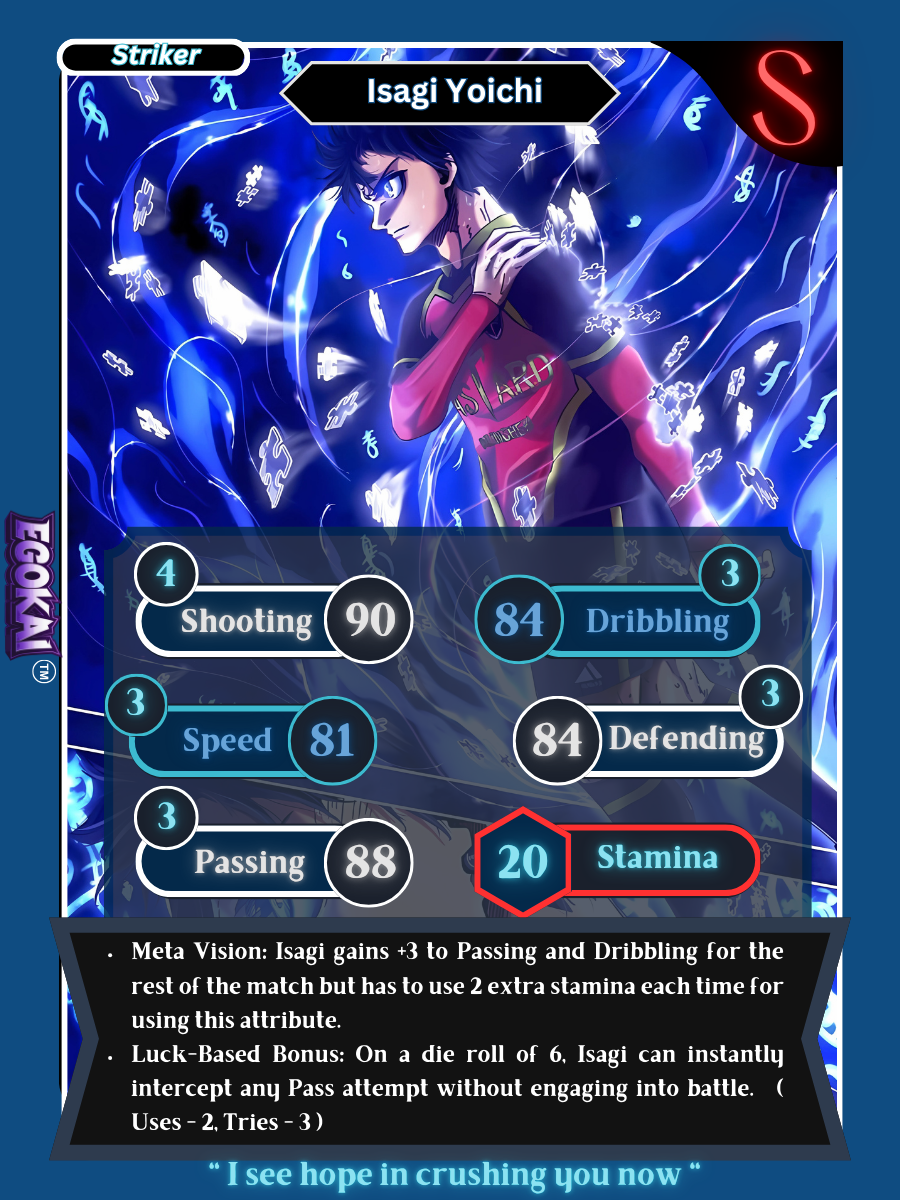 Striker
Isagi Yoichi
S
EGOKAI
TM
4
Shooting 90
3
84 Dribbling
3
Speed 81
3
84 Defending
3
Passing 88
20 Stamina
• Meta Vision: Isagi gains +3 to Passing and Dribbling for the
rest of the match but has to use 2 extra stamina each time for
using this attribute.
• Luck-Based Bonus: On a die roll of 6, Isagi can instantly
intercept any Pass attempt without engaging into battle. (
Uses - 2, Tries - 3 )
“ I see hope in crushing you now “